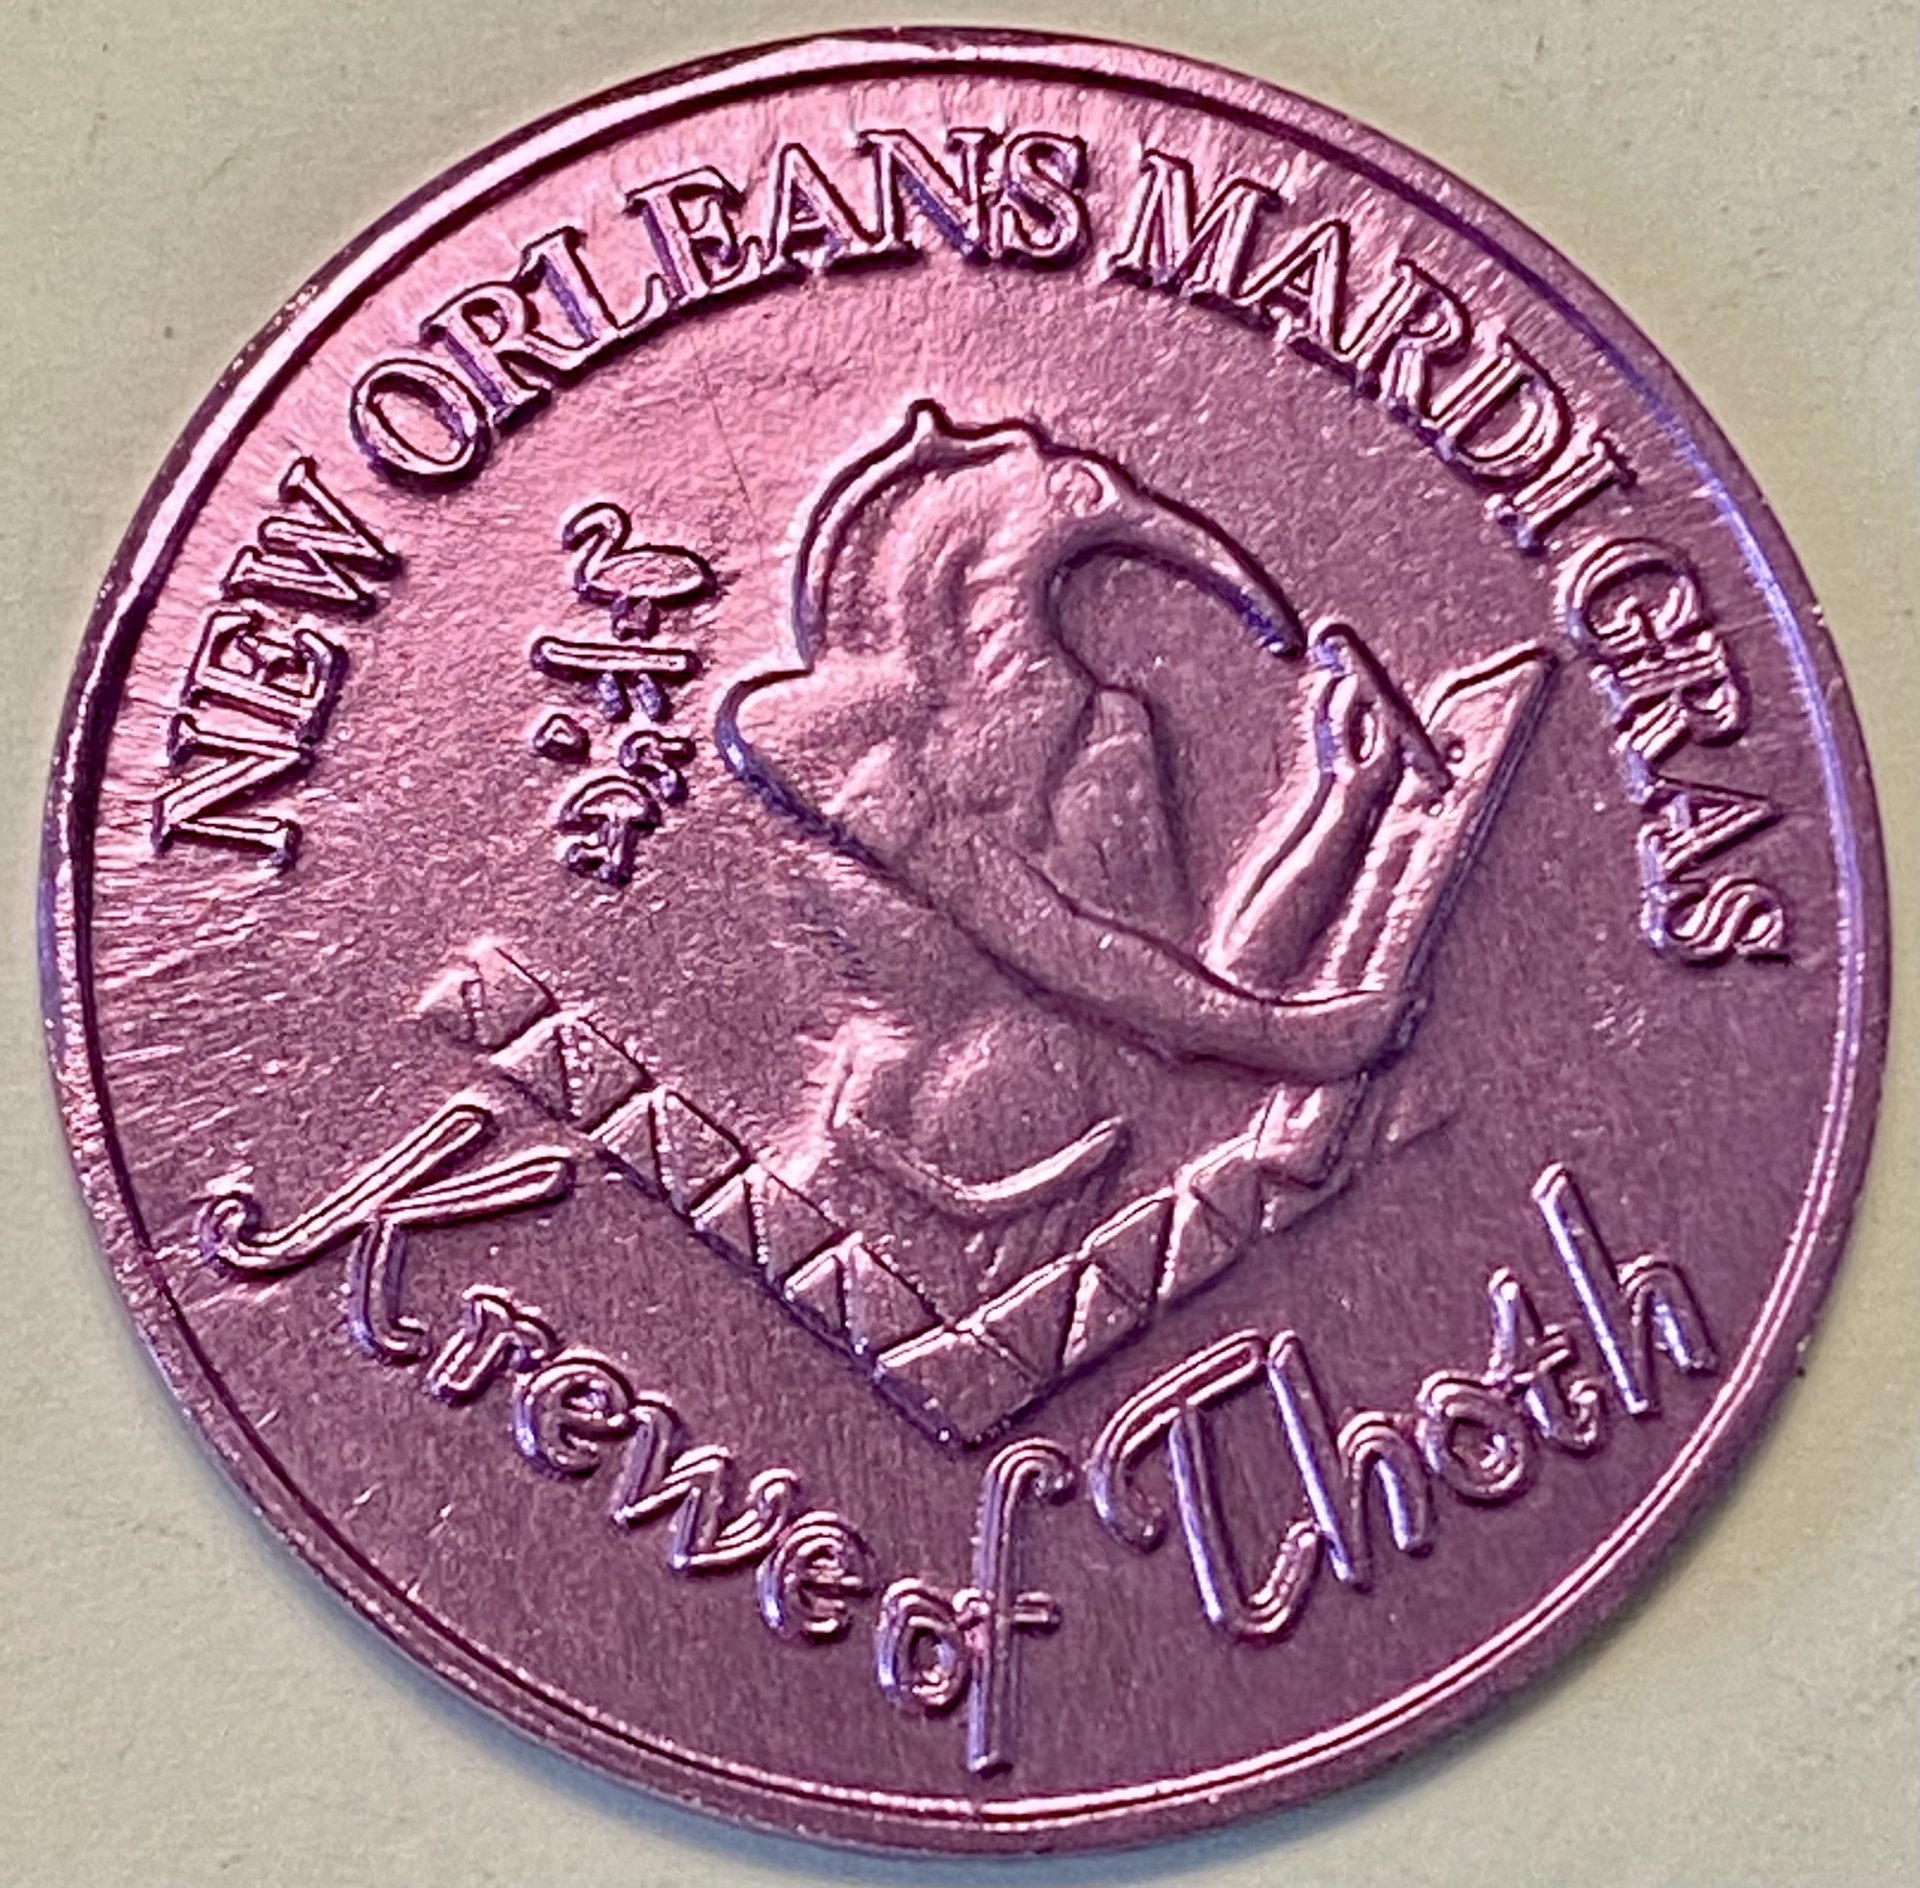 NEW ORLEANS MARDI GRAS
Krewe of Thoth